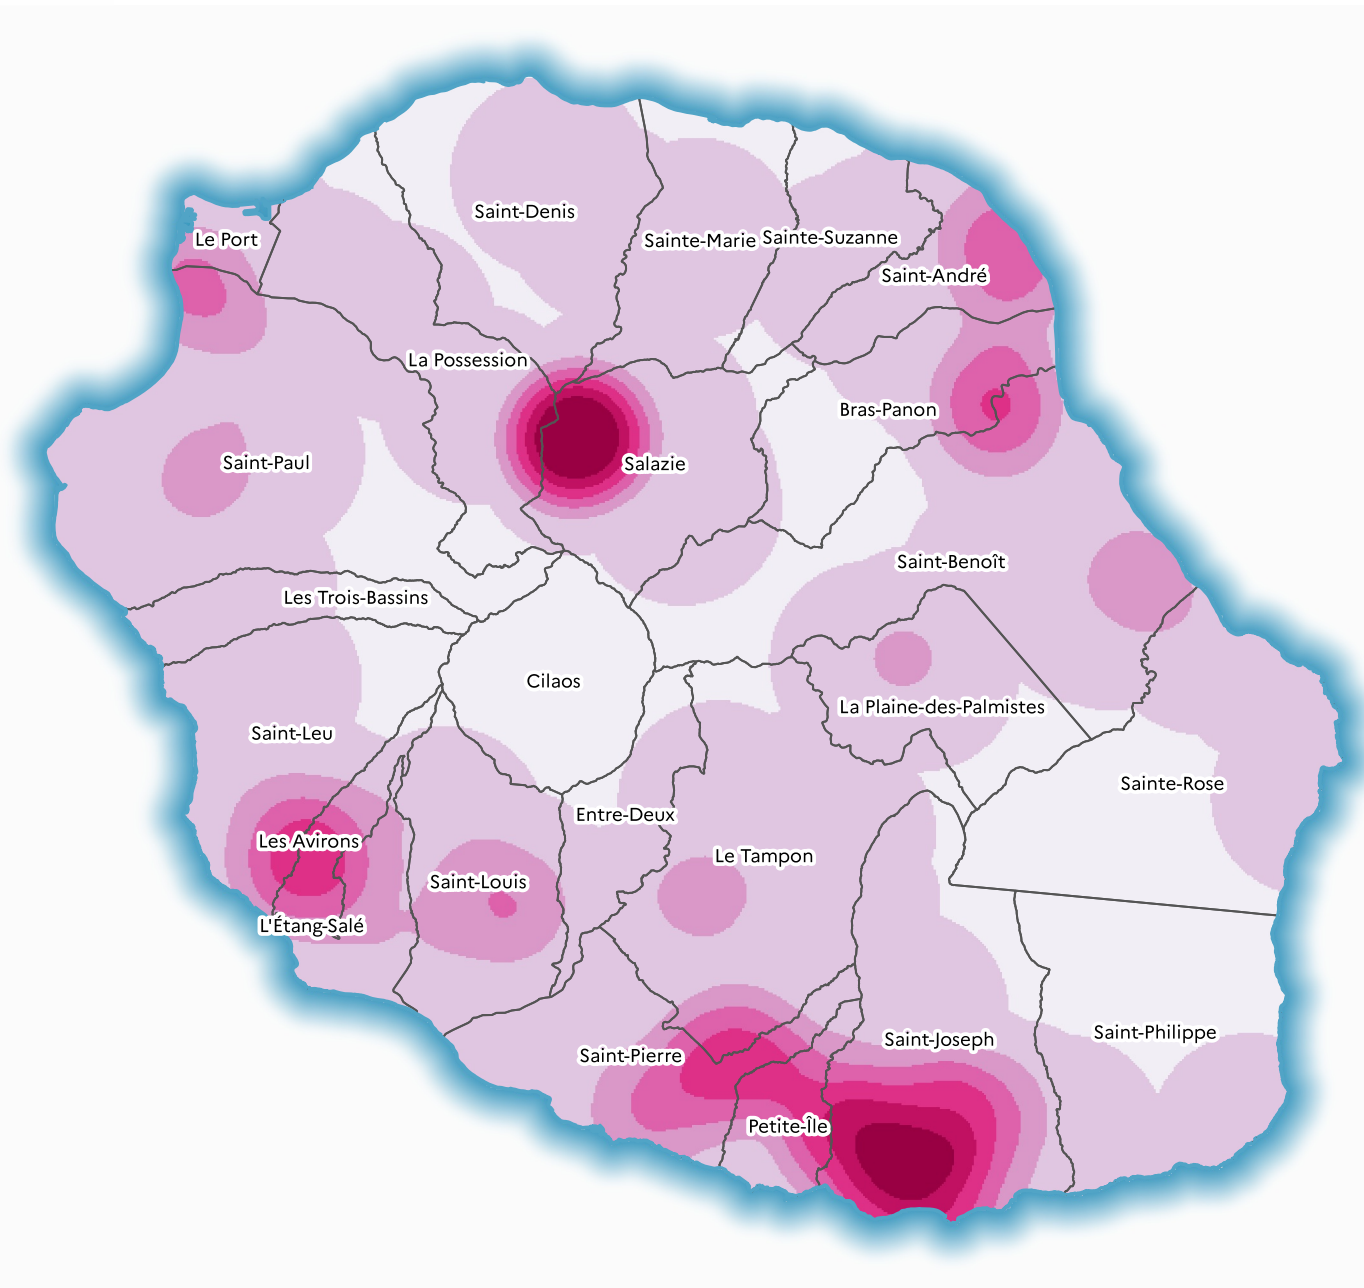 Saint-Denis
Le Port
Sainte-Marie
Sainte-Suzanne
Saint-André
La Possession
Bras-Panon
Saint-Paul
Salazie
Saint-Benoît
Les Trois-Bassins
Cilaos
La Plaine-des-Palmistes
Saint-Leu
Sainte-Rose
Entre-Deux
Les Avirons
Le Tampon
Saint-Louis
L'Étang-Salé
Saint-Philippe
Saint-Joseph
Saint-Pierre
Petite-Île